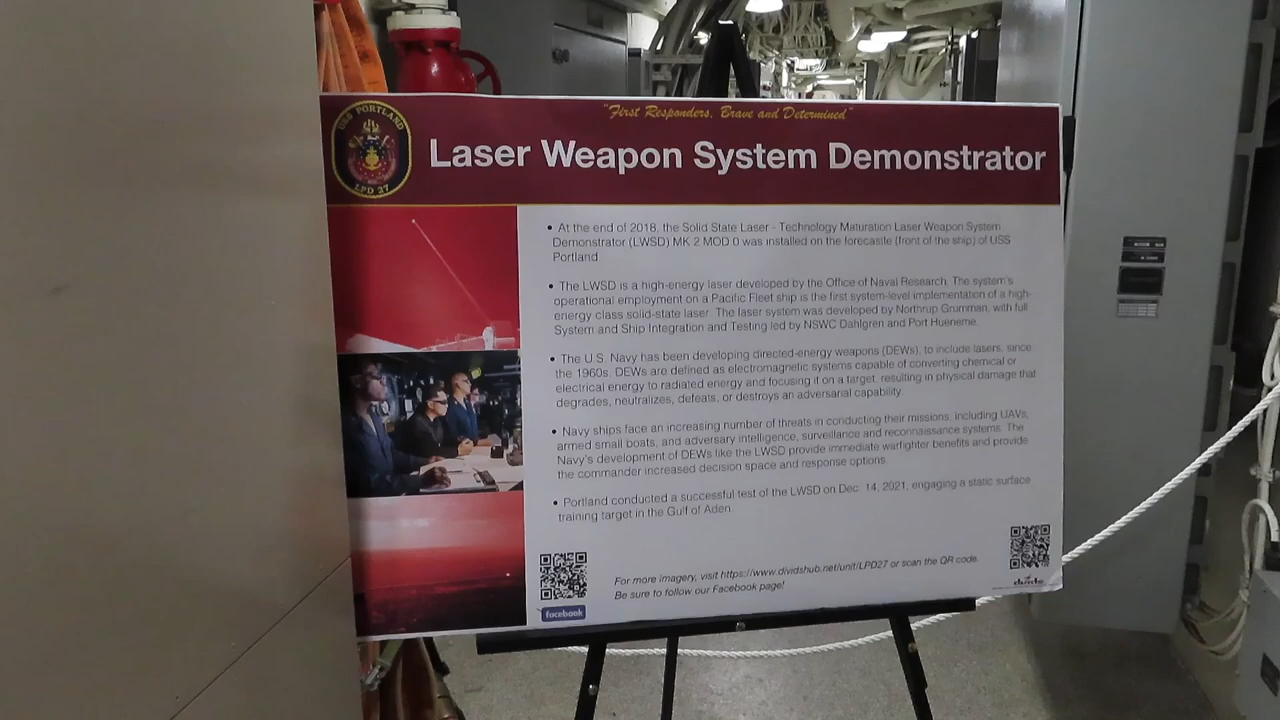 "First Responders, Brave and Determined"
USS PORTLAND
LPD 27
Laser Weapon System Demonstrator
• At the end of 2018, the Solid State Laser - Technology Maturation Laser Weapon System
Demonstrator (LWSD) MK 2 MOD 0 was installed on the forecastle (front of the ship) of USS
Portland
• The LWSD is a high-energy laser developed by the Office of Naval Research. The system's
operational employment on a Pacific Fleet ship is the first system-level implementation of a high-
energy class solid-state laser. The laser system was developed by Northrup Grumman, with full
System and Ship Integration and Testing led by NSWC Dahlgren and Port Hueneme.
• The U.S. Navy has been developing directed-energy weapons (DEWs), to include lasers, since
the 1960s. DEWs are defined as electromagnetic systems capable of converting chemical or
electrical energy to radiated energy and focusing it on a target, resulting in physical damage that
degrades, neutralizes, defeats, or destroys an adversarial capability.
• Navy ships face an increasing number of threats in conducting their missions, including UAVs,
armed small boats, and adversary intelligence, surveillance and reconnaissance systems. The
Navy's development of DEWs like the LWSD provide immediate warfighter benefits and provide
the commander increased decision space and response options.
• Portland conducted a successful test of the LWSD on Dec. 14, 2021, engaging a static surface
training target in the Gulf of Aden.
For more imagery, visit https://www.dividshub.net/unit/LPD27 or scan the QR code.
Be sure to follow our Facebook page!
facebook